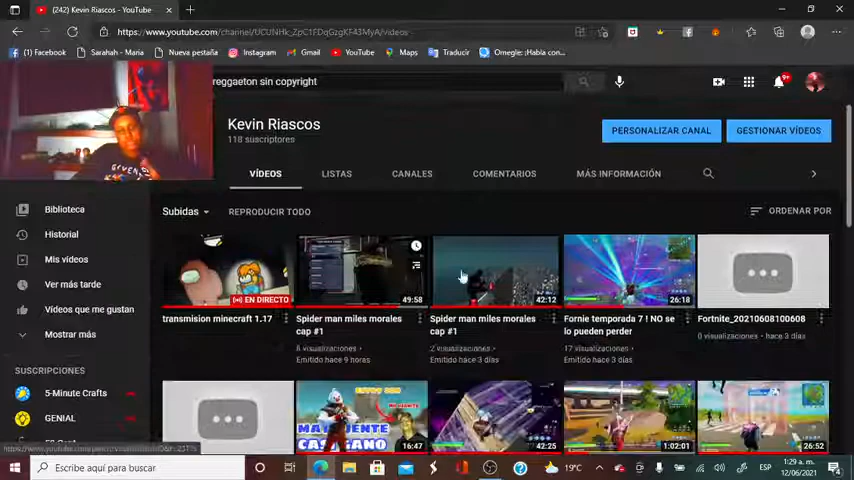 (242) Kevin Riascos - YouTube
https://www.youtube.com/channel/UCUNHk_ZpC1FDqGzgKF43MyA/videos
Facebook
Sarahah - Maria
Nueva pestaña
Instagram
Gmail
YouTube
Maps
Traducir
Omegle: ¡Habla con...
reggaeton sin copyright
9+
Kevin Riascos
118 suscriptores
PERSONALIZAR CANAL
GESTIONAR VÍDEOS
VÍDEOS
LISTAS
CANALES
COMENTARIOS
MÁS INFORMACIÓN
Biblioteca
Historial
Mis vídeos
Ver más tarde
Vídeos que me gustan
Mostrar más
SUSCRIPCIONES
5-Minute Crafts
GENIAL
Subidas
REPRODUCIR TODO
ORDENAR POR
EN DIRECTO
49:58
42:12
26:18
transmision minecraft 1.17
Spider man miles morales
cap #1
8 visualizaciones
Emitido hace 9 horas
Spider man miles morales
cap #1
2 visualizaciones
Emitido hace 3 días
Fornie temporada 7 ! NO se
lo pueden perder
17 visualizaciones
Emitido hace 3 días
Fortnite_20210608100608
0 visualizaciones · hace 3 días
16:47
42:25
1:02:01
26:52
Escribe aquí para buscar
19°C
ESP
1:29 a. m.
12/06/2021